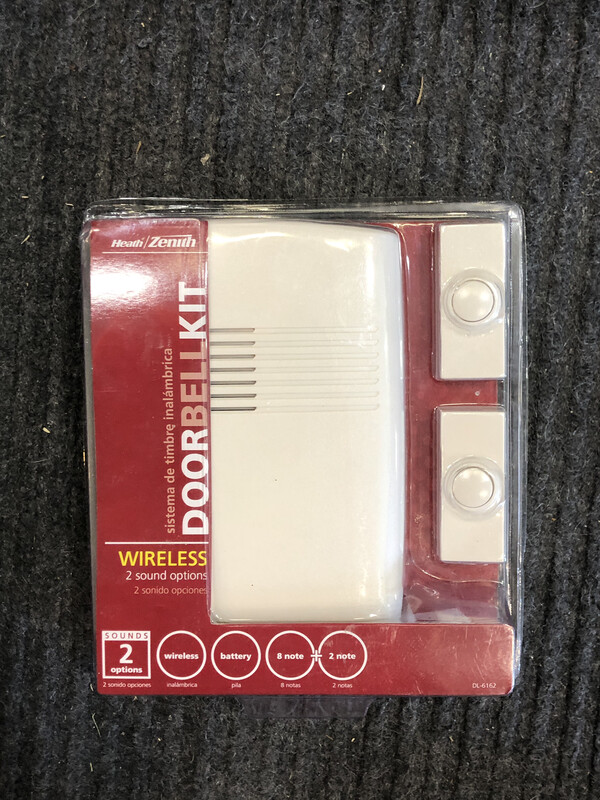 Heath/Zenith
sistema de timbre inalámbrica
DOORBELLKIT
WIRELESS
2 sound options
2 sonido opciones
SOUNDS
2
options
2 sonido opciones
wireless
inalámbrica
battery
pila
8 note
8 notas
+
2 note
2 notas
DL-6162